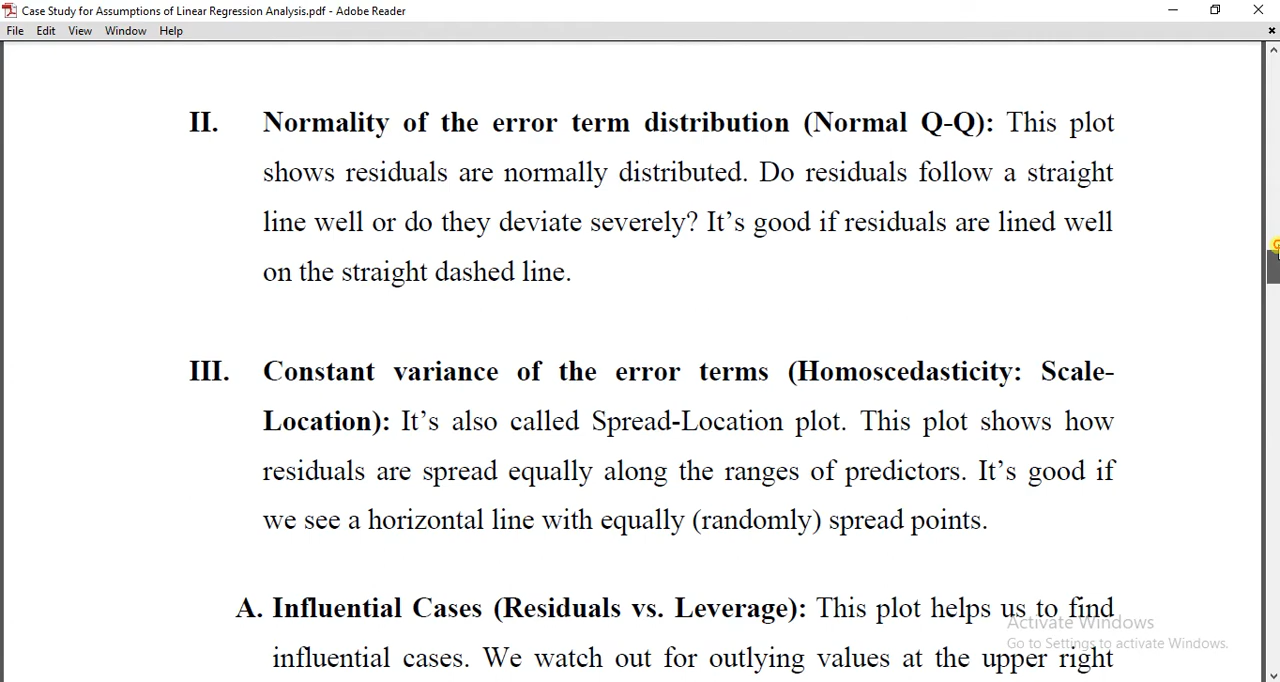 Case Study for Assumptions of Linear Regression Analysis.pdf - Adobe Reader
File Edit View Window Help
II. Normality of the error term distribution (Normal Q-Q): This plot
shows residuals are normally distributed. Do residuals follow a straight
line well or do they deviate severely? It’s good if residuals are lined well
on the straight dashed line.
III. Constant variance of the error terms (Homoscedasticity: Scale-
Location): It’s also called Spread-Location plot. This plot shows how
residuals are spread equally along the ranges of predictors. It’s good if
we see a horizontal line with equally (randomly) spread points.
A. Influential Cases (Residuals vs. Leverage): This plot helps us to find
influential cases. We watch out for outlying values at the upper right
Activate Windows
Go to Settings to activate Windows.